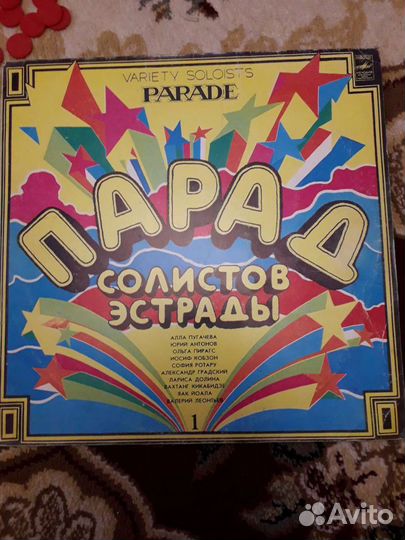 VARIETY SOLOISTS
PARADE
ПАРАД
СОЛИСТОВ
ЭСТРАДЫ
АЛЛА ПУГАЧЕВА
ЮРИЙ АНТОНОВ
ОЛЬГА ПИРАГС
ИОСИФ КОБЗОН
СОФИЯ РОТАРУ
АЛЕКСАНДР ГРАДСКИЙ
ЛАРИСА ДОЛИНА
ВАХТАНГ КИКАБИДЗЕ
ЯАК ЙОАЛА
ВАЛЕРИЙ ЛЕОНТЬЕВ
1
Avito